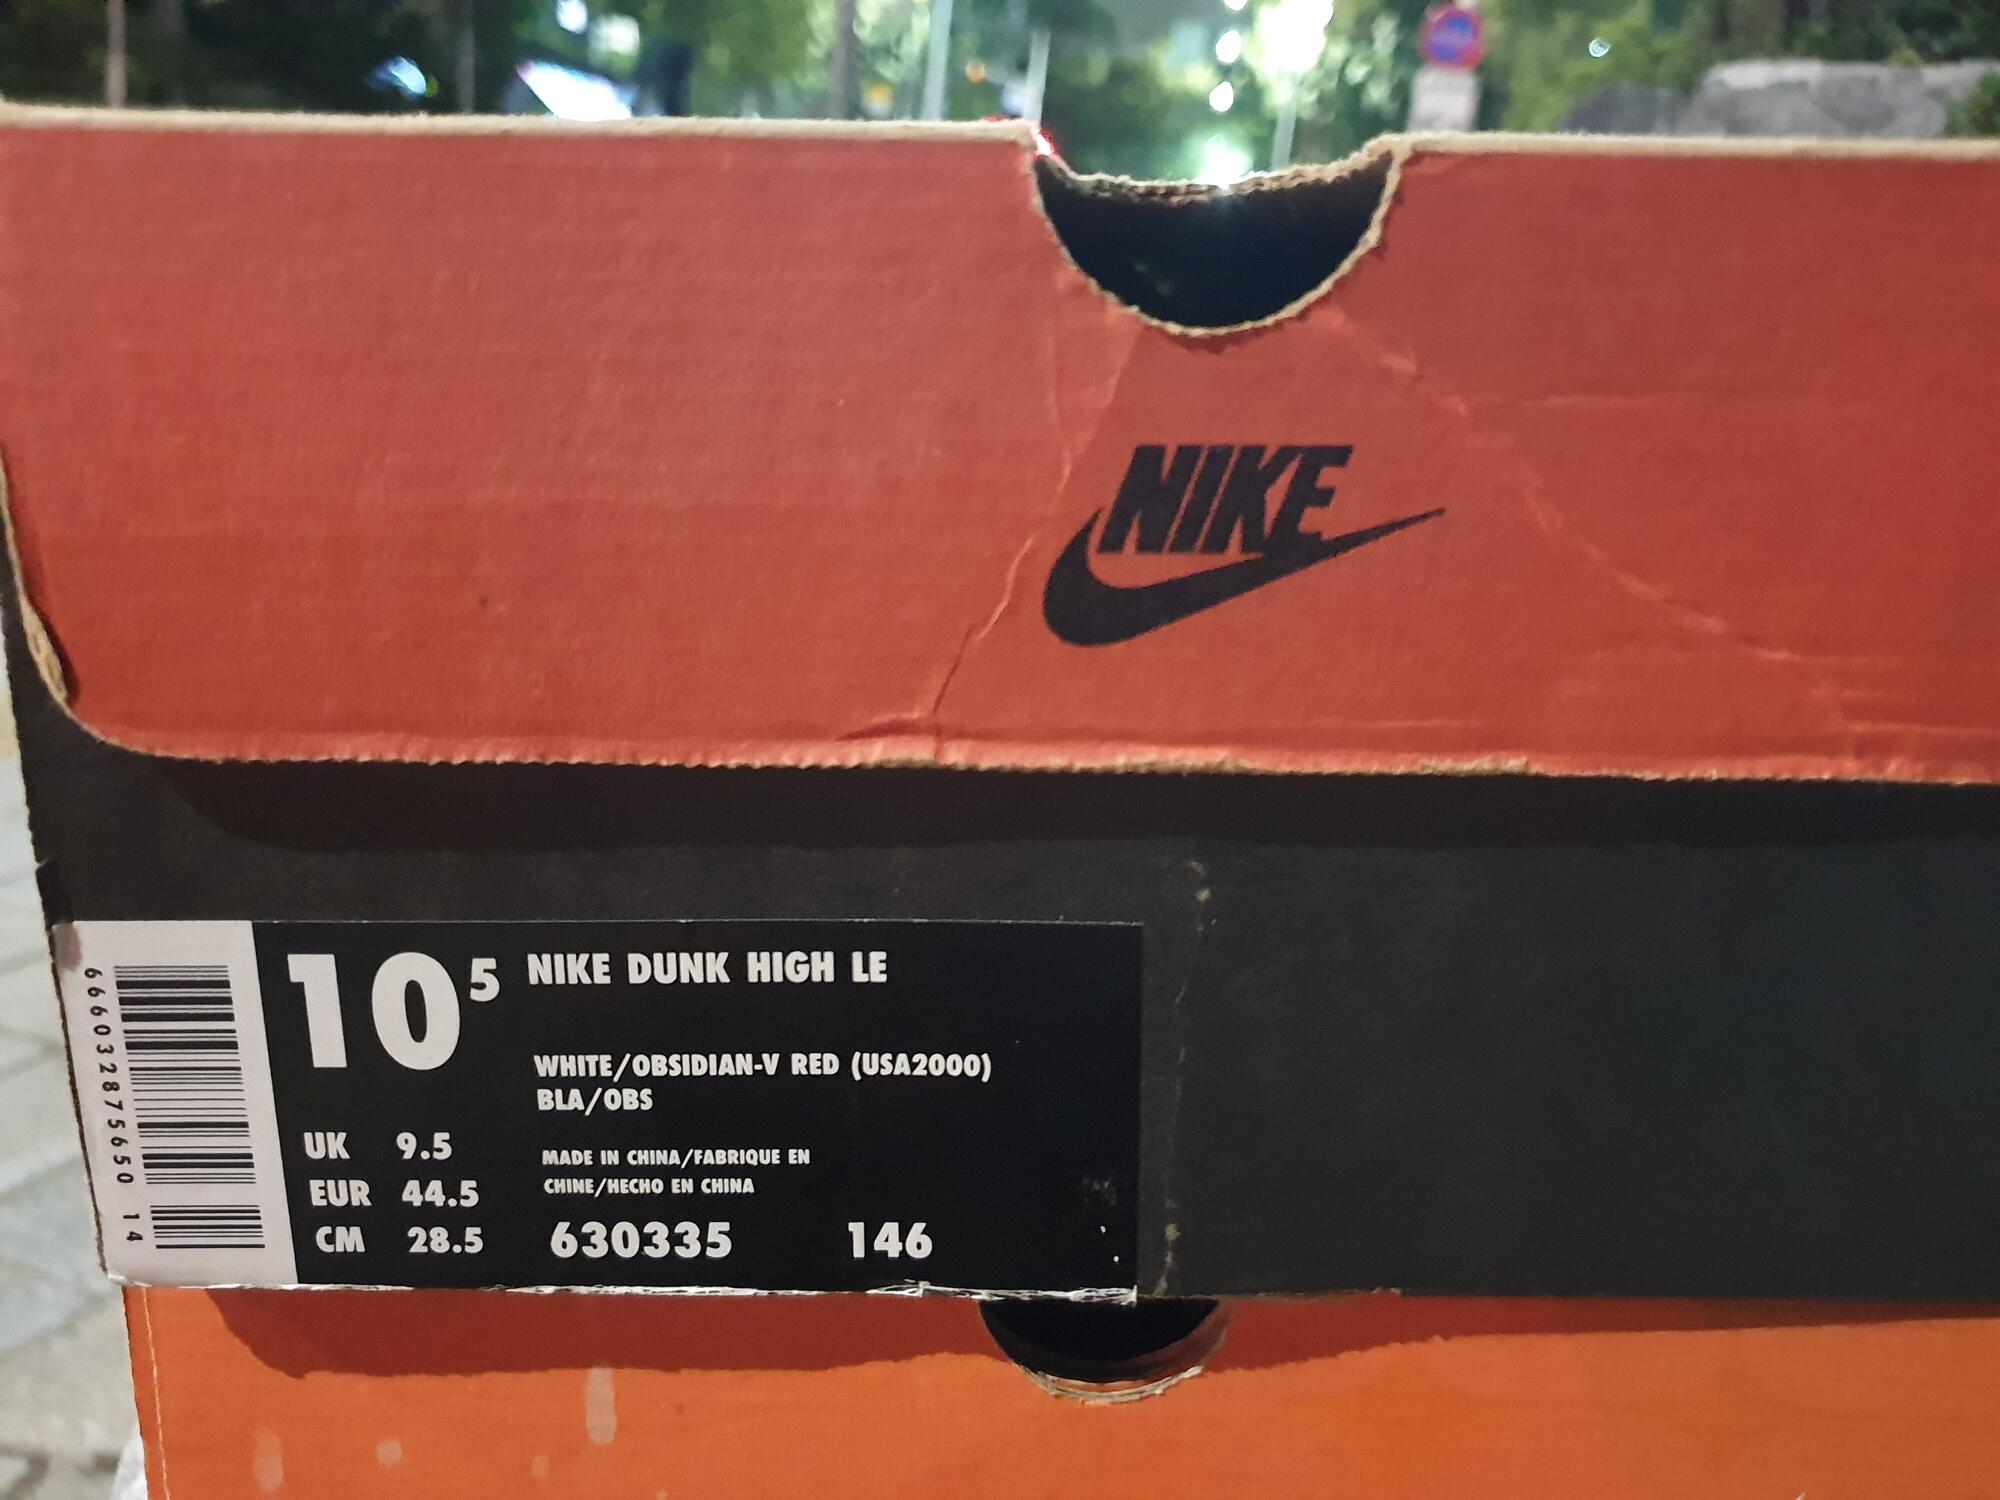 NIKE
10 5
NIKE DUNK HIGH LE
WHITE/OBSIDIAN-V RED (USA2000)
BLA/OBS
UK 9.5
EUR 44.5
CM 28.5
MADE IN CHINA/FABRIQUE EN
CHINE/HECHO EN CHINA
630335 146
666032875650 14